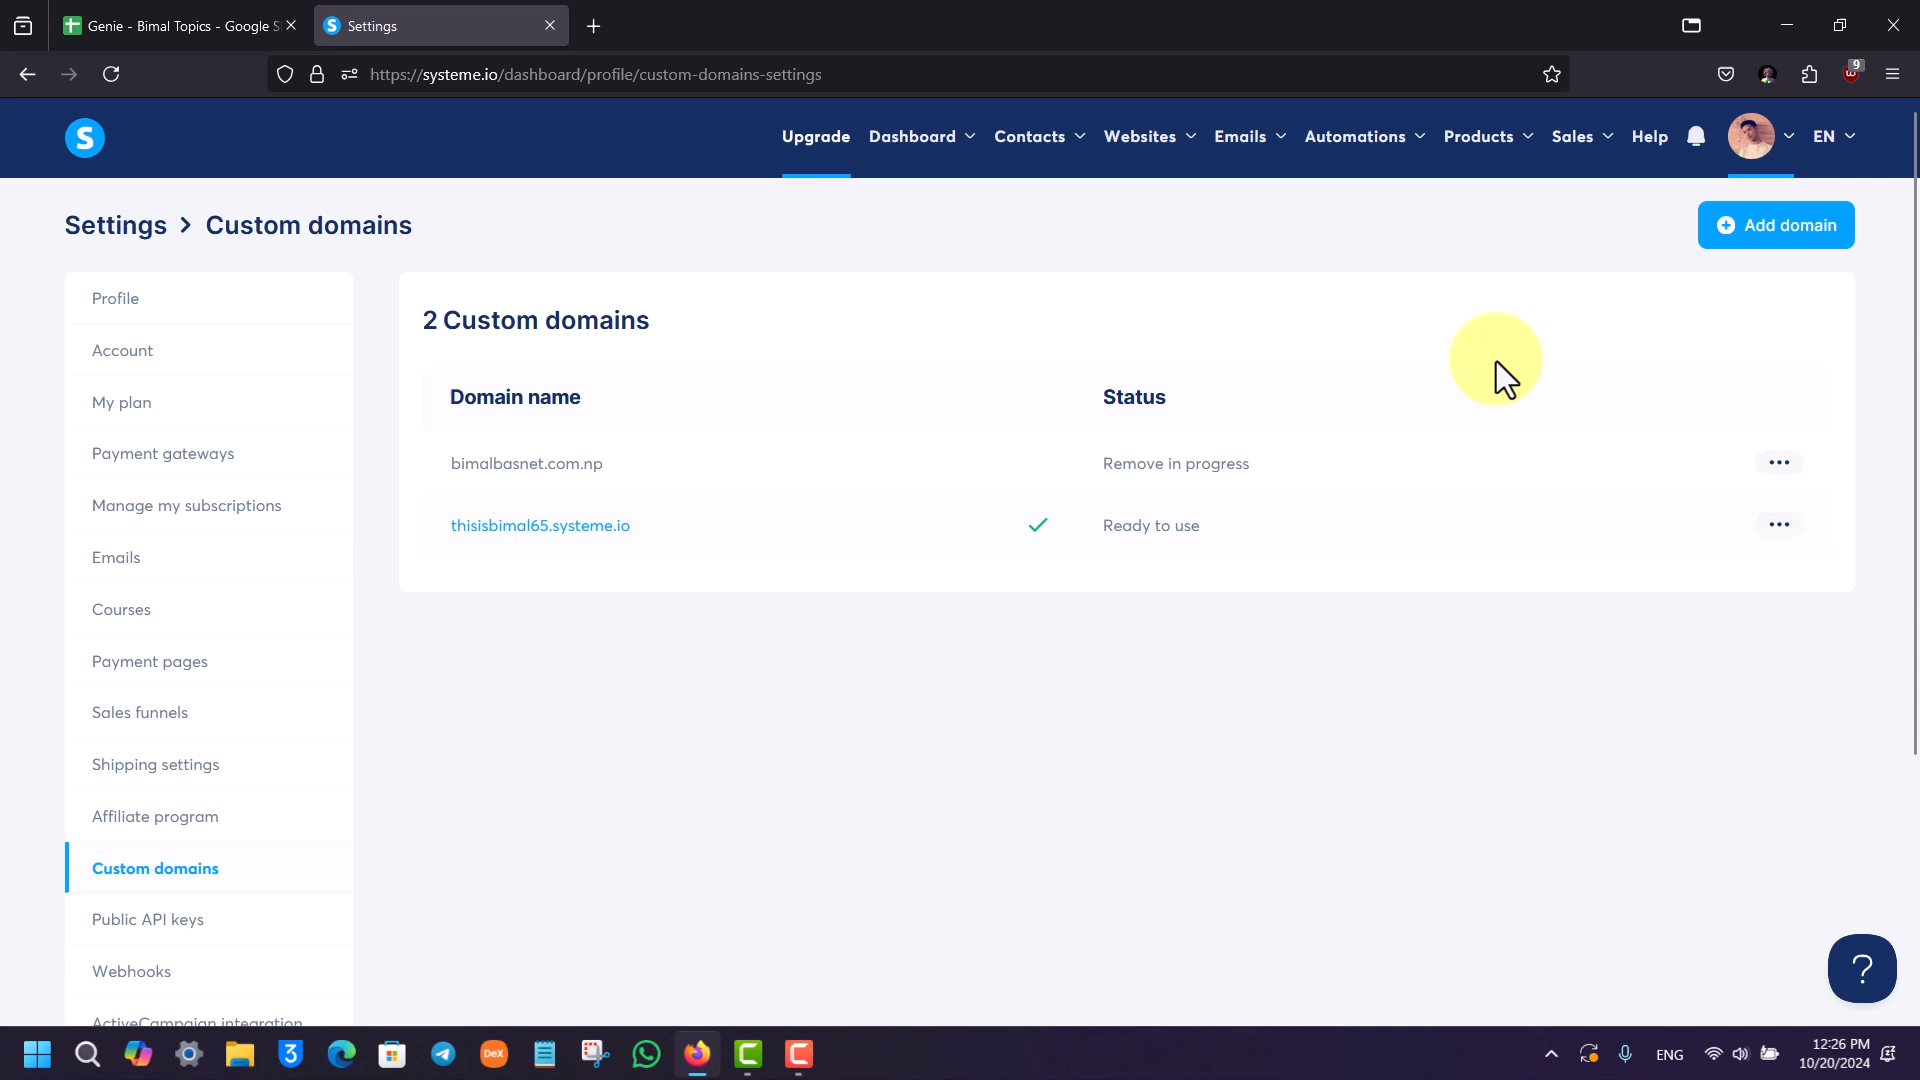 Genie - Bimal Topics - Google S
Settings
https://systeme.io/dashboard/profile/custom-domains-settings
9
S
Upgrade
Dashboard
Contacts
Websites
Emails
Automations
Products
Sales
Help
EN
Settings > Custom domains
Add domain
Profile
Account
My plan
Payment gateways
Manage my subscriptions
Emails
Courses
Payment pages
Sales funnels
Shipping settings
Affiliate program
Custom domains
Public API keys
Webhooks
ActiveCampaign integration
2 Custom domains
Domain name
Status
bimalbasnet.com.np
Remove in progress
thisisbimal65.systeme.io
Ready to use
?
3
DeX
ENG
12:26 PM
10/20/2024